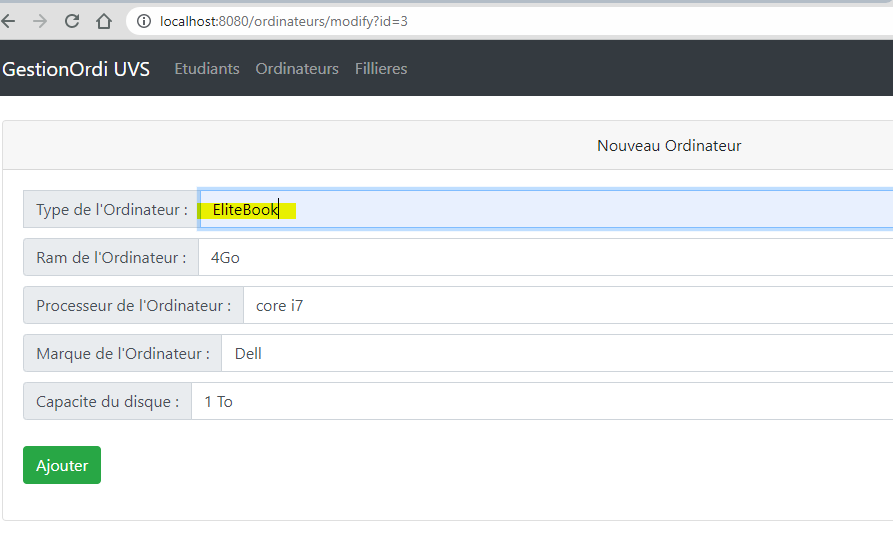 localhost:8080/ordinateurs/modify?id=3
GestionOrdi UVS Etudiants Ordinateurs Fillieres
Nouveau Ordinateur
Type de l'Ordinateur : EliteBook
Ram de l'Ordinateur : 4Go
Processeur de l'Ordinateur : core i7
Marque de l'Ordinateur : Dell
Capacite du disque : 1 To
Ajouter